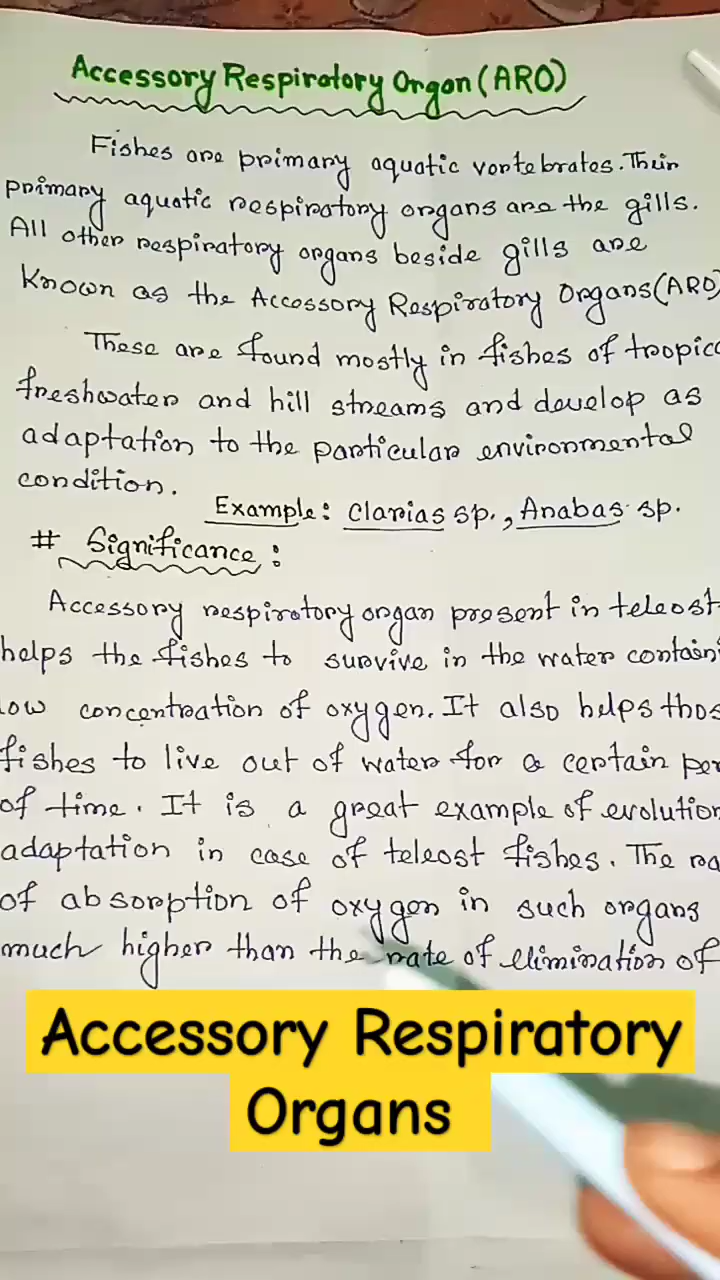 Accessory Respiratory Organ (ARO)
Fishes are primary aquatic vertebrates. Their
primary aquatic respiratory organs are the gills.
All other respiratory organs beside gills are
known as the Accessory Respiratory Organs (ARO)
These are found mostly in fishes of tropic
freshwater and hill streams and develop as
adaptation to the particular environmental
condition.
Example: Clarias sp., Anabas sp.
# Significance:
Accessory respiratory organ present in teleost
helps the fishes to survive in the water contain
low concentration of oxygen. It also helps thos
fishes to live out of water for a certain per
of time. It is a great example of evolution
adaptation in case of teleost fishes. The ra
of absorption of oxygen in such organs
much higher than the rate of elimination of
Accessory Respiratory
Organs